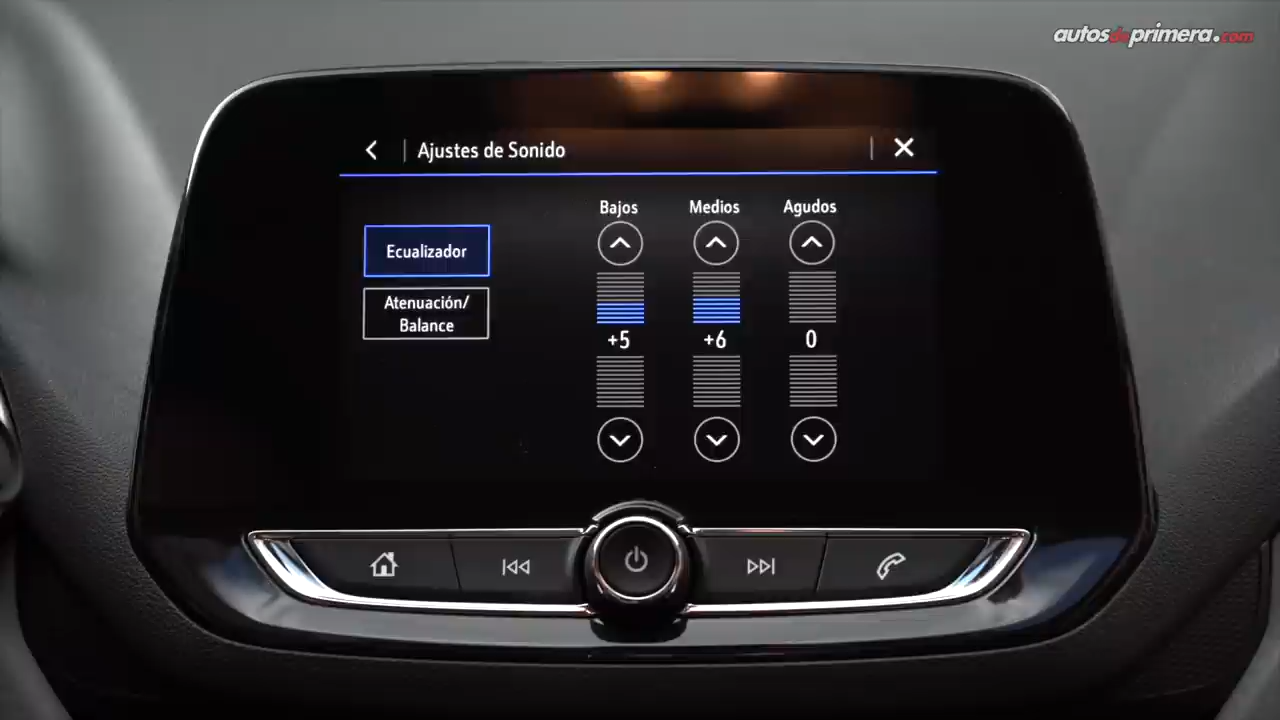 autosdeprimera.com
Ajustes de Sonido
Bajos Medios Agudos
Ecualizador
Atenuación/
Balance
+5 +6 0